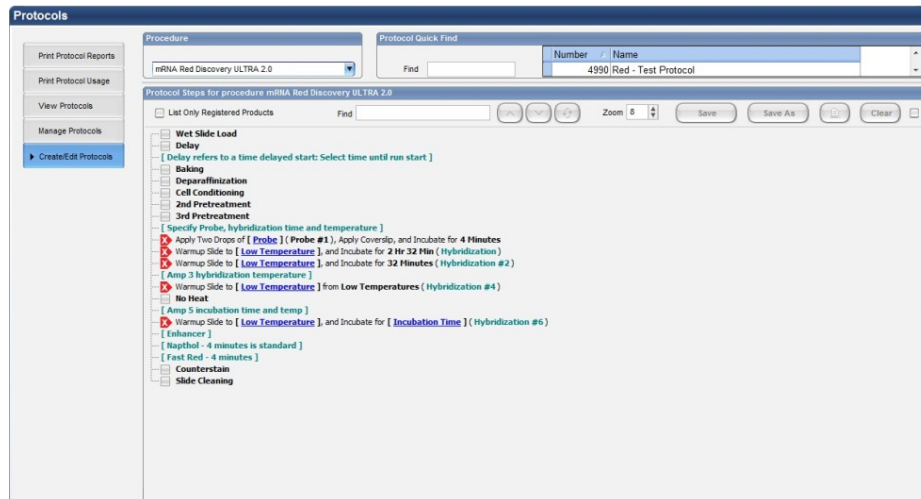 Protocols
Print Protocol Reports
Print Protocol Usage
View Protocols
Manage Protocols
Create/Edit Protocols
Procedure
mRNA Red Discovery ULTRA 2.0
Protocol Quick Find
Find
Number Name
4990 Red - Test Protocol
Protocol Steps for procedure mRNA Red Discovery ULTRA 2.0
List Only Registered Products Find Zoom 8 Save Save As Clear
Wet Slide Load
Delay
[ Delay refers to a time delayed start: Select time until run start ]
Baking
Deparaffinization
Cell Conditioning
2nd Pretreatment
3rd Pretreatment
[ Specify Probe, hybridization time and temperature ]
Apply Two Drops of [ Probe ] ( Probe #1 ), Apply Coverslip, and Incubate for 4 Minutes
Warmup Slide to [ Low Temperature ], and Incubate for 2 Hr 32 Min ( Hybridization )
Warmup Slide to [ Low Temperature ], and Incubate for 32 Minutes ( Hybridization #2 )
[ Amp 3 hybridization temperature ]
Warmup Slide to [ Low Temperature ] from Low Temperatures ( Hybridization #4 )
No Heat
[ Amp 5 incubation time and temp ]
Warmup Slide to [ Low Temperature ], and Incubate for [ Incubation Time ] ( Hybridization #6 )
[ Enhancer ]
[ Napthol - 4 minutes is standard ]
[ Fast Red - 4 minutes ]
Counterstain
Slide Cleaning